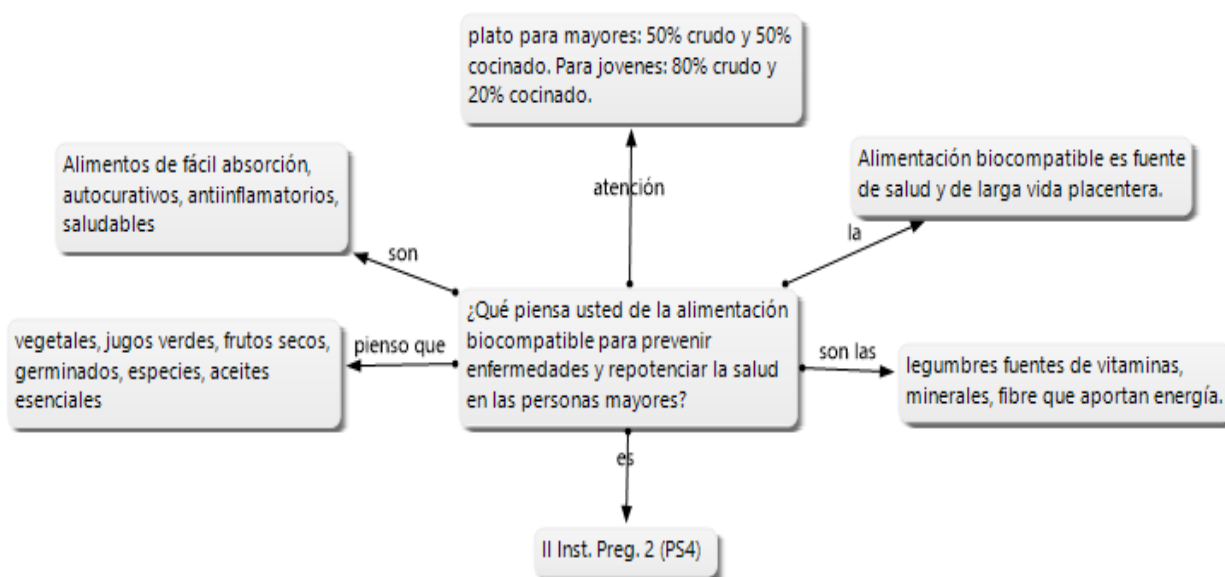 plato para mayores: 50% crudo y 50%
cocinado. Para jovenes: 80% crudo y
20% cocinado.
Alimentos de fácil absorción,
autocurativos, antiinflamatorios,
saludables
atención
Alimentación biocompatible es fuente
de salud y de larga vida placentera.
son
la
¿Qué piensa usted de la alimentación
biocompatible para prevenir
enfermedades y repotenciar la salud
en las personas mayores?
vegetales, jugos verdes, frutos secos,
germinados, especies, aceites
esenciales
pienso que
son las
legumbres fuentes de vitaminas,
minerales, fibre que aportan energía.
es
II Inst. Preg. 2 (PS4)